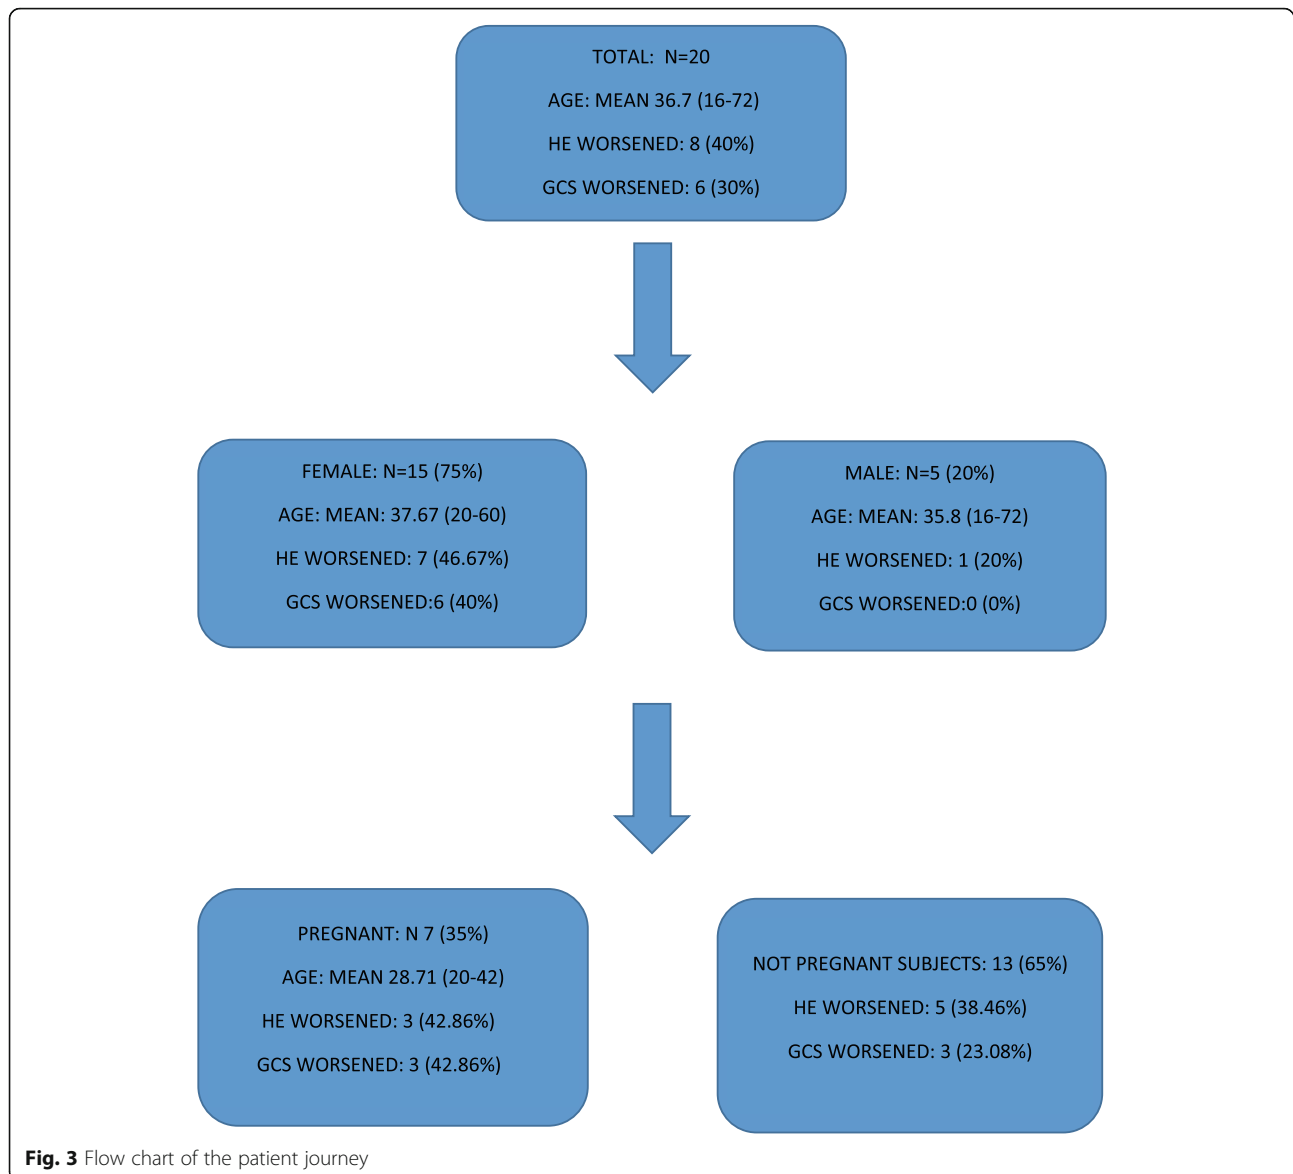 TOTAL: N=20
AGE: MEAN 36.7 (16-72)
HE WORSENED: 8 (40%)
GCS WORSENED: 6 (30%)
FEMALE: N=15 (75%)
AGE: MEAN: 37.67 (20-60)
HE WORSENED: 7 (46.67%)
GCS WORSENED:6 (40%)
MALE: N=5 (20%)
AGE: MEAN: 35.8 (16-72)
HE WORSENED: 1 (20%)
GCS WORSENED:0 (0%)
PREGNANT: N 7 (35%)
AGE: MEAN 28.71 (20-42)
HE WORSENED: 3 (42.86%)
GCS WORSENED: 3 (42.86%)
NOT PREGNANT SUBJECTS: 13 (65%)
HE WORSENED: 5 (38.46%)
GCS WORSENED: 3 (23.08%)
Fig. 3 Flow chart of the patient journey